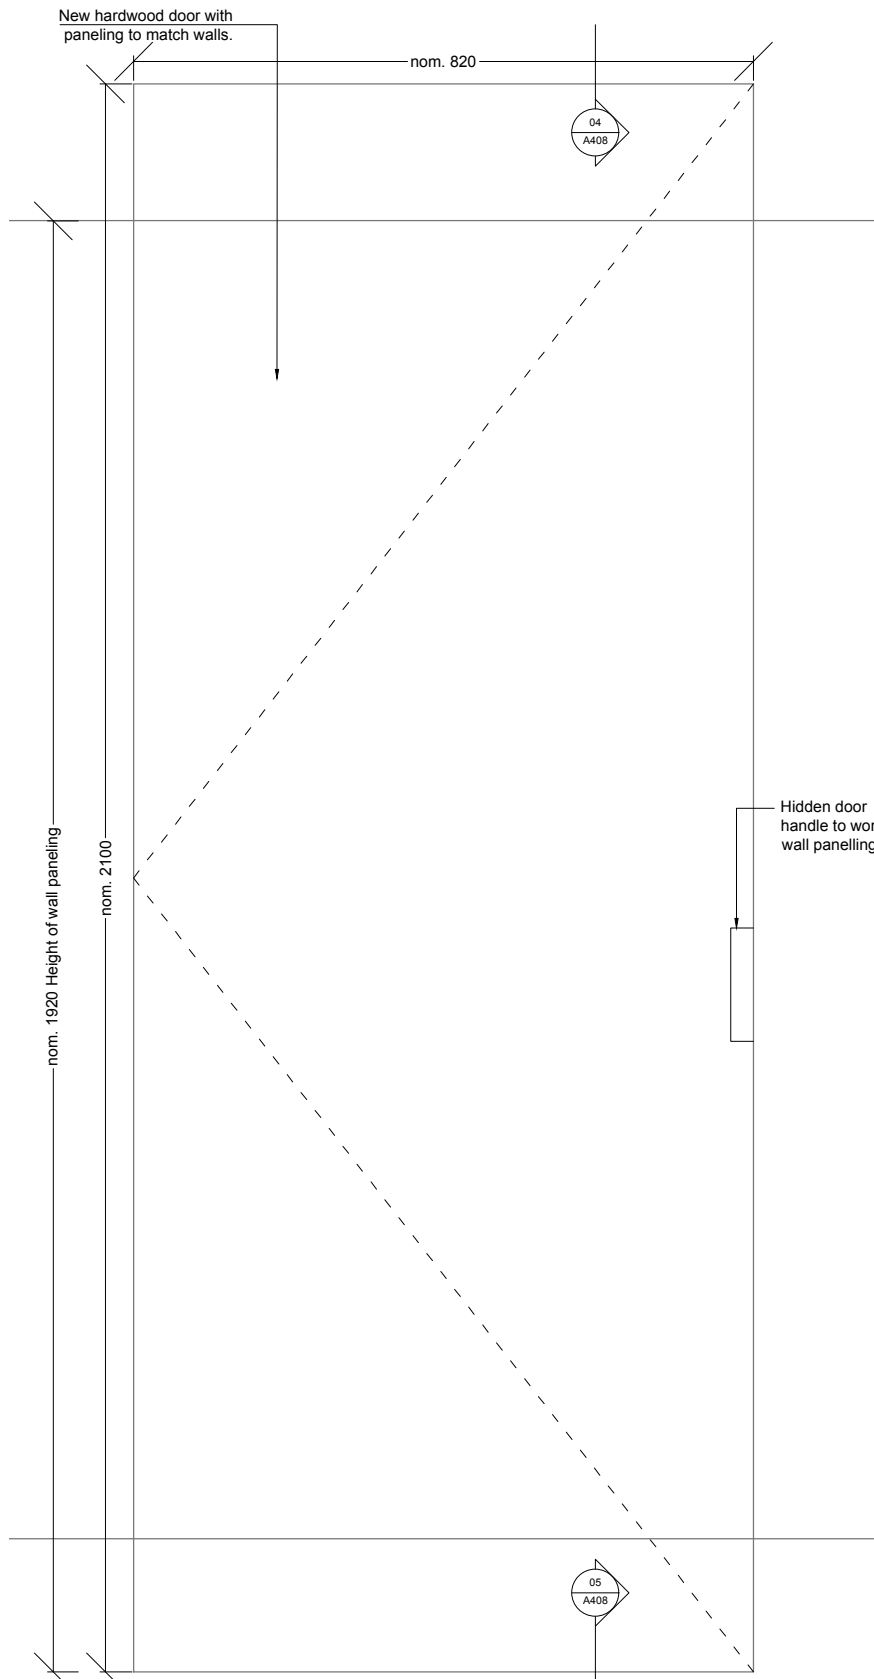 New hardwood door with
paneling to match walls.
nom. 820
04
A408
Hidden door
handle to
wall panelling
nom. 2100
nom. 1920 Height of wall paneling
05
A408